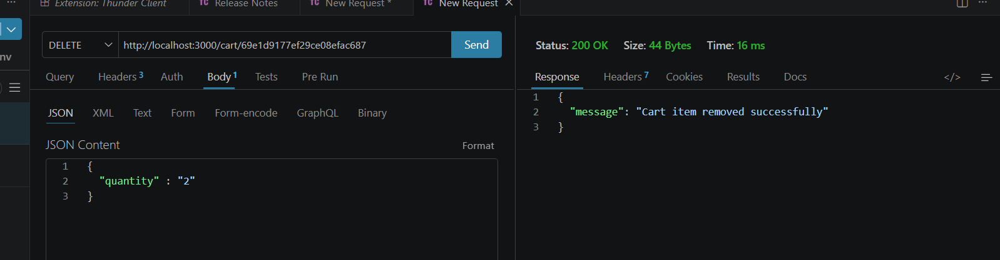 Extension: Thunder Client
TC Release Notes
TC New Request *
TC New Request
DELETE
http://localhost:3000/cart/69e1d9177ef29ce08efac687
Send
nv
Query Headers 3 Auth Body 1 Tests Pre Run
JSON XML Text Form Form-encode GraphQL Binary
JSON Content
Format
1 {
2 "quantity" : "2"
3 }
Status: 200 OK Size: 44 Bytes Time: 16 ms
Response Headers 7 Cookies Results Docs
</>
1 {
2 "message": "Cart item removed successfully"
3 }